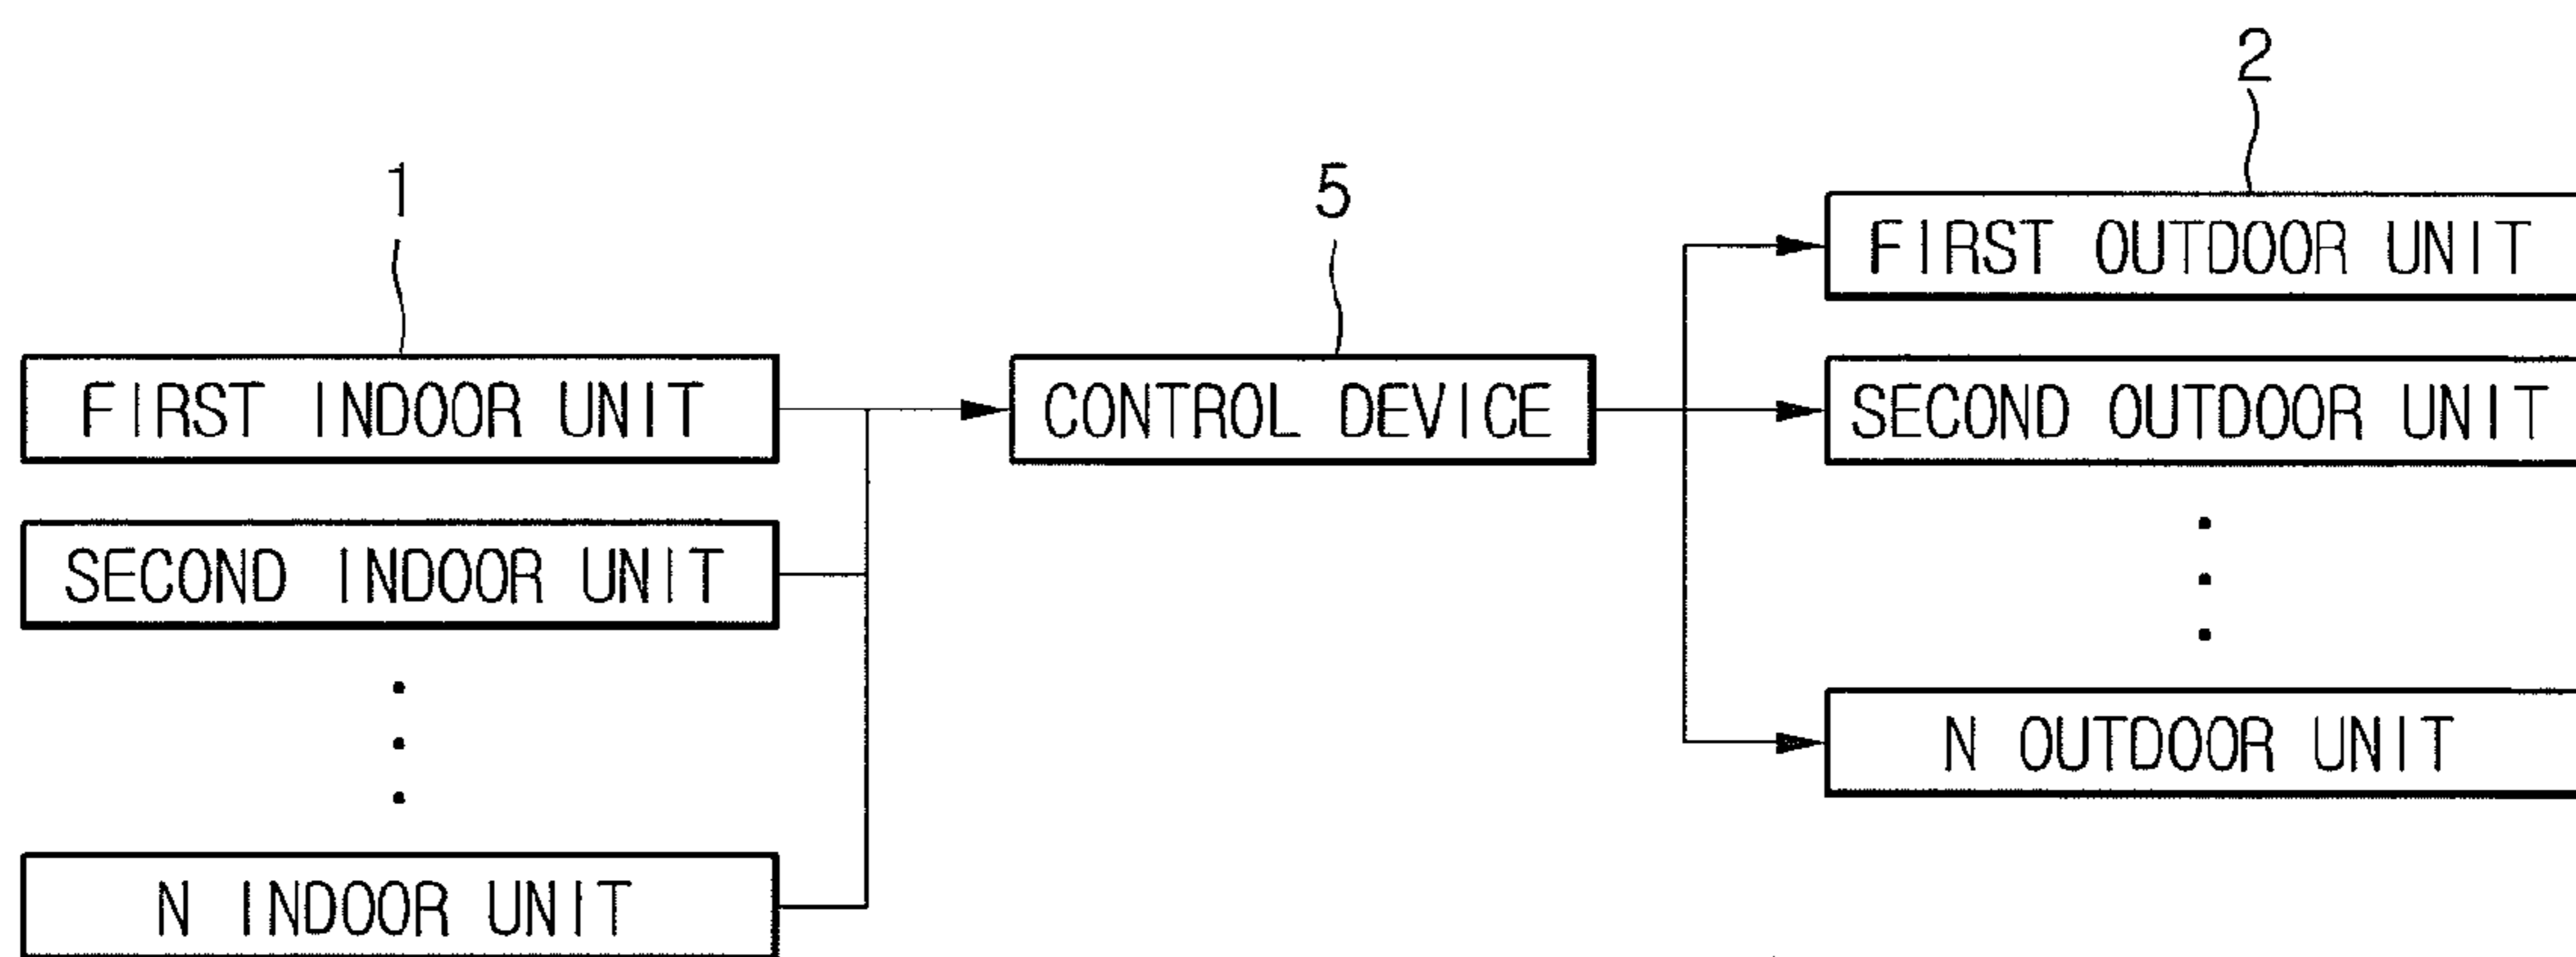 2
1
5
FIRST OUTDOOR UNIT
FIRST INDOOR UNIT
CONTROL DEVICE
SECOND OUTDOOR UNIT
SECOND INDOOR UNIT
N OUTDOOR UNIT
N INDOOR UNIT